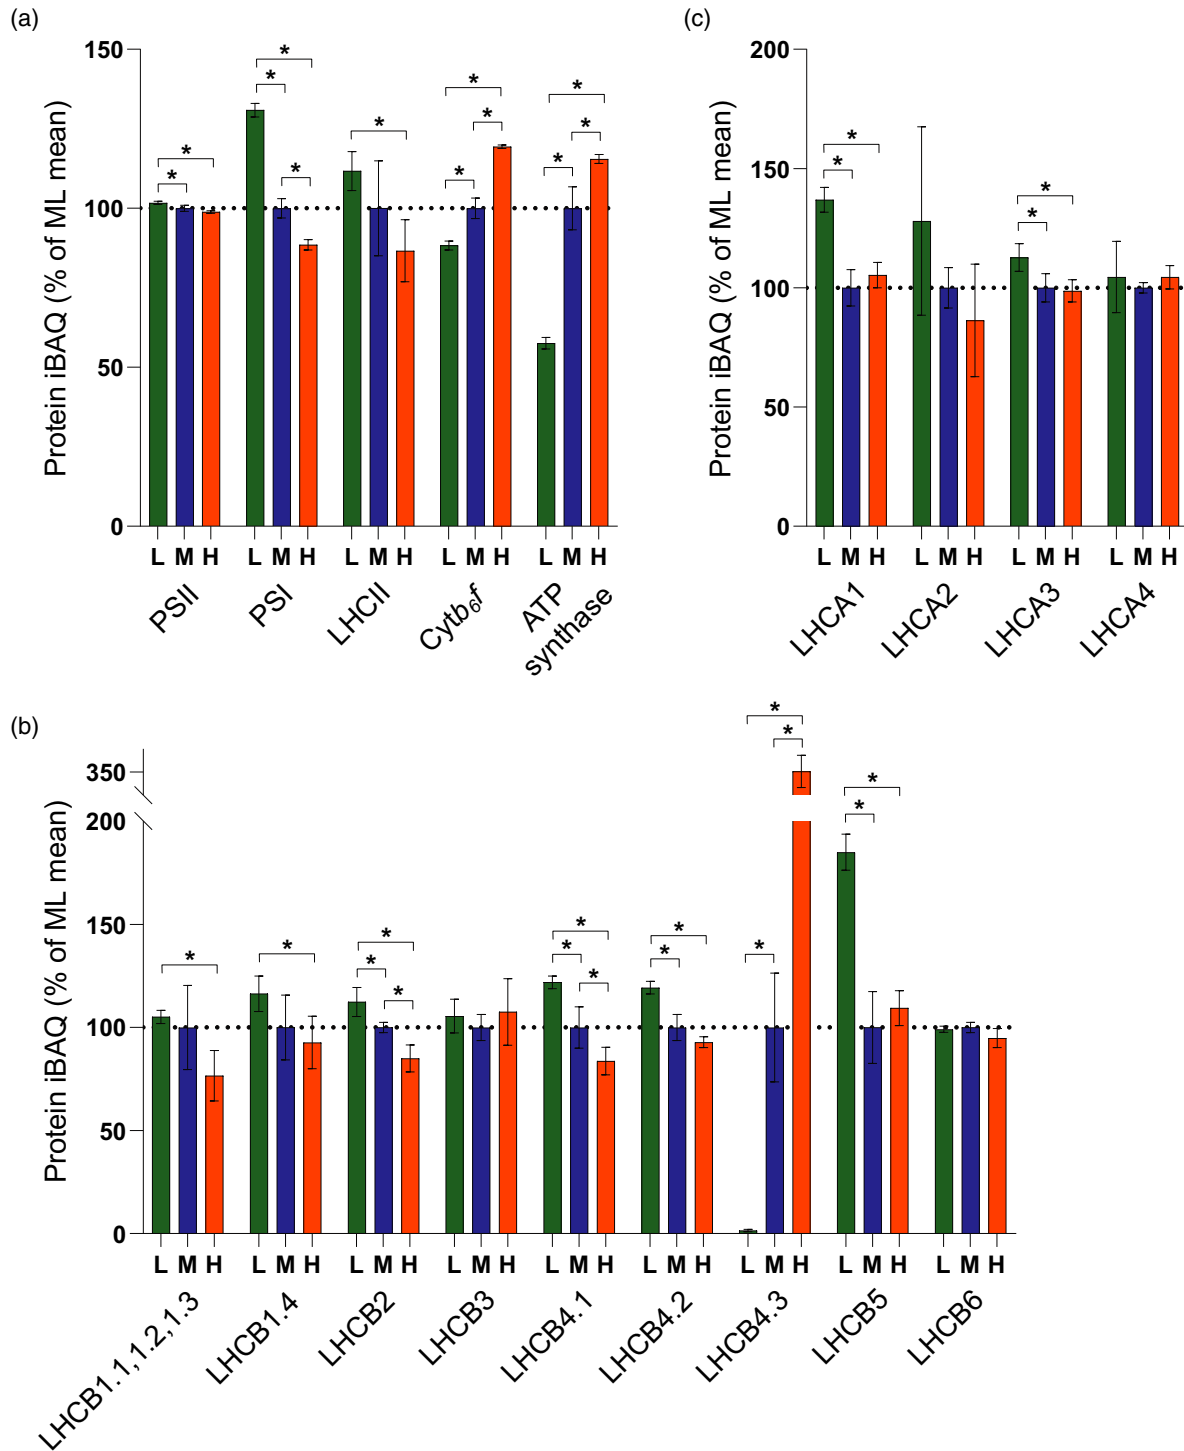 (a)
Protein iBAQ (% of ML mean)
150
100
50
0
* * * * * * * * * * * *
L M H L M H L M H L M H L M H
PSII PSI LHCII Cytb6f ATP synthase
(c)
Protein iBAQ (% of ML mean)
200
150
100
50
0
* * * *
L M H L M H L M H L M H
LHCA1 LHCA2 LHCA3 LHCA4
(b)
Protein iBAQ (% of ML mean)
350
200
150
100
50
0
* * * * * * * * * * * * * * *
L M H L M H L M H L M H L M H L M H L M H L M H L M H
LHCB1.1,1.2,1.3 LHCB1.4 LHCB2 LHCB3 LHCB4.1 LHCB4.2 LHCB4.3 LHCB5 LHCB6